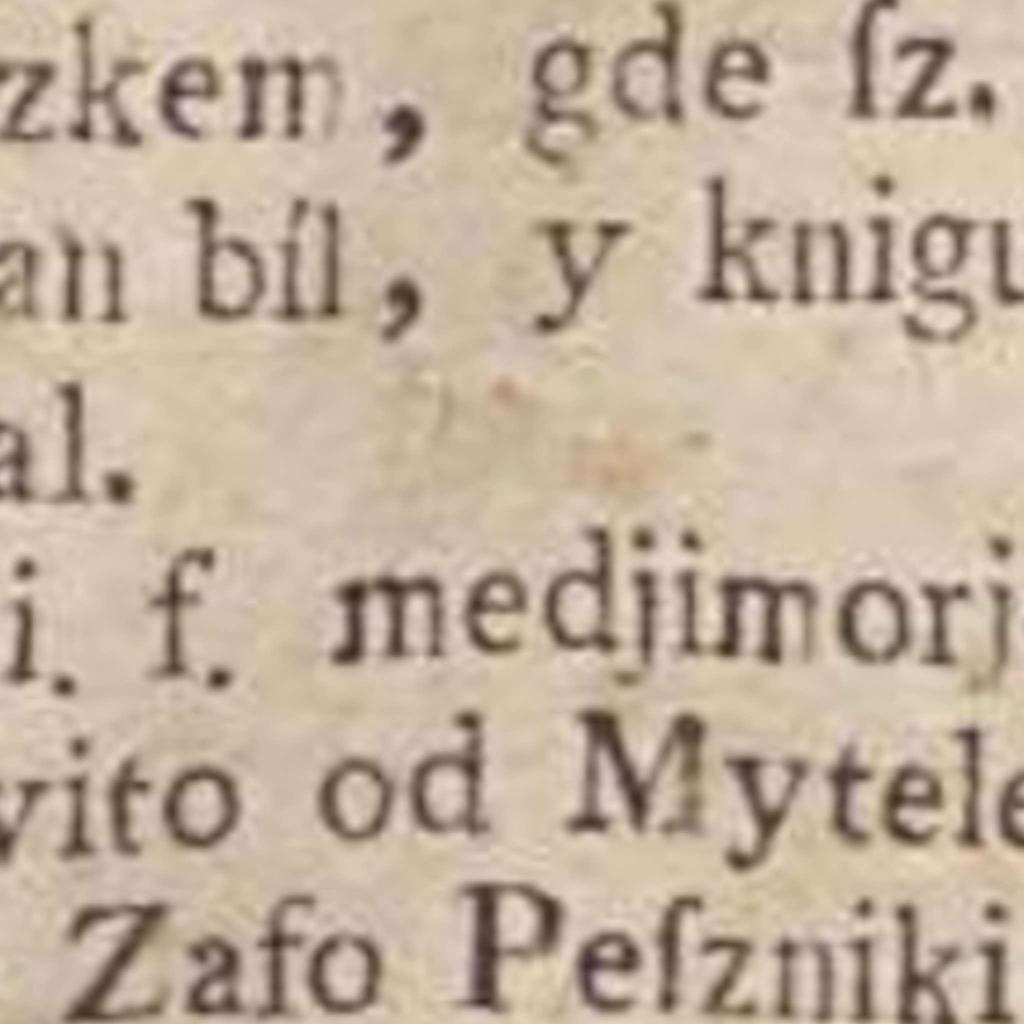 zkem, gde ſz.
an bíl, y knigu
al.
i. f. medjimorj
vito od Mytele
Zafo Peſzniki